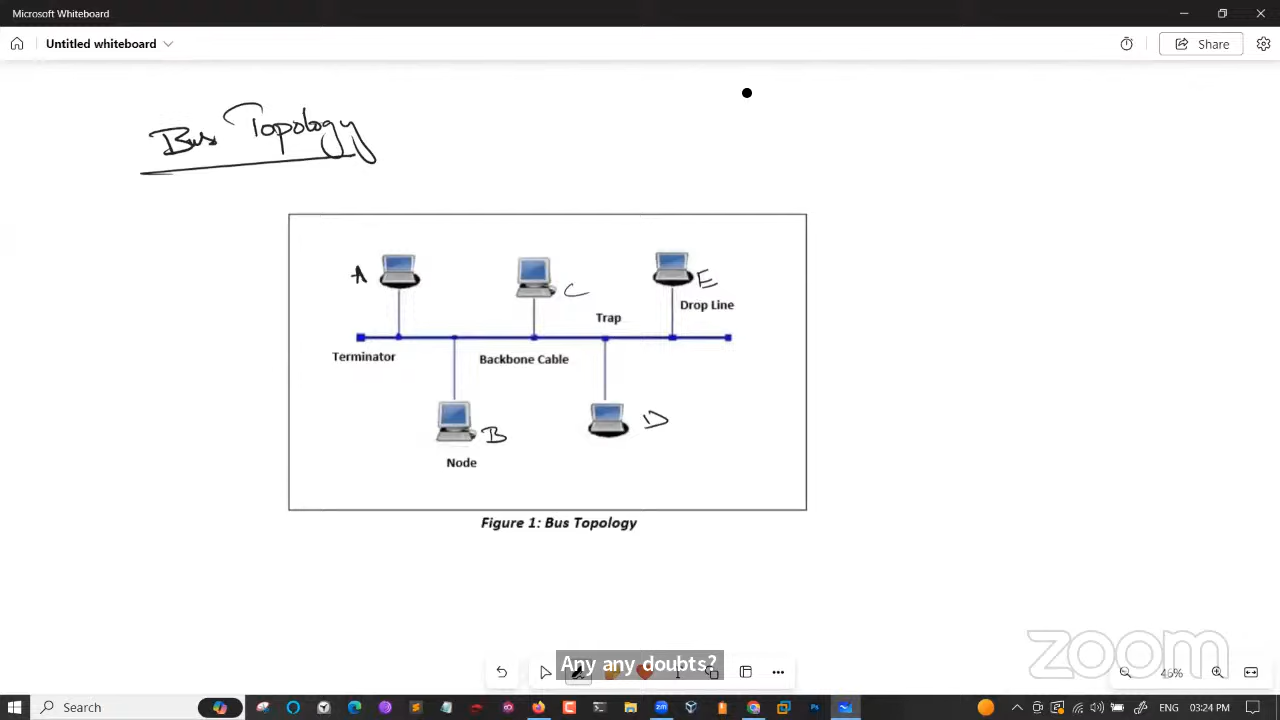 Microsoft Whiteboard
Untitled whiteboard
Share
Bus Topology
A
C
E
Drop Line
Trap
Terminator
Backbone Cable
B
D
Node
Figure 1: Bus Topology
zoom
Any any doubts?
46%
Search
ENG
03:24 PM